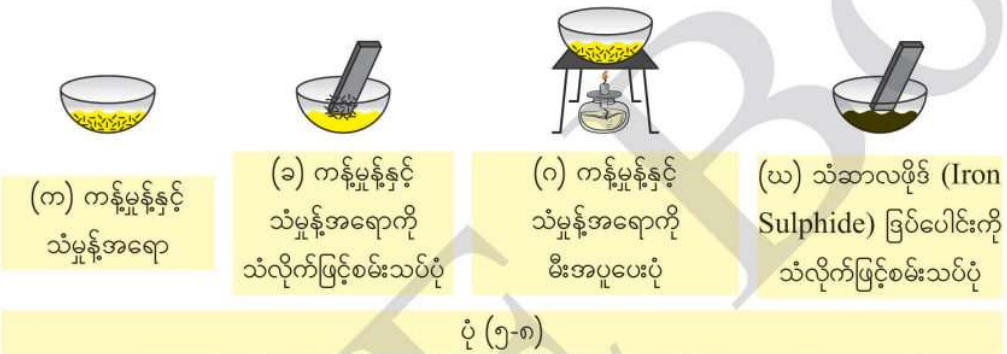 (က) ကန့်မှုန့်နှင့်
သံမှုန့်အရော
(ခ) ကန့်မှုန့်နှင့်
သံမှုန့်အရောကို
သံလိုက်ဖြင့်စမ်းသပ်ပုံ
(ဂ) ကန့်မှုန့်နှင့်
သံမှုန့်အရောကို
မီးအပူပေးပုံ
(ဃ) သံဆာလဖိုဒ် (Iron
Sulphide) ဒြပ်ပေါင်းကို
သံလိုက်ဖြင့်စမ်းသပ်ပုံ
ပုံ (၅-၈)